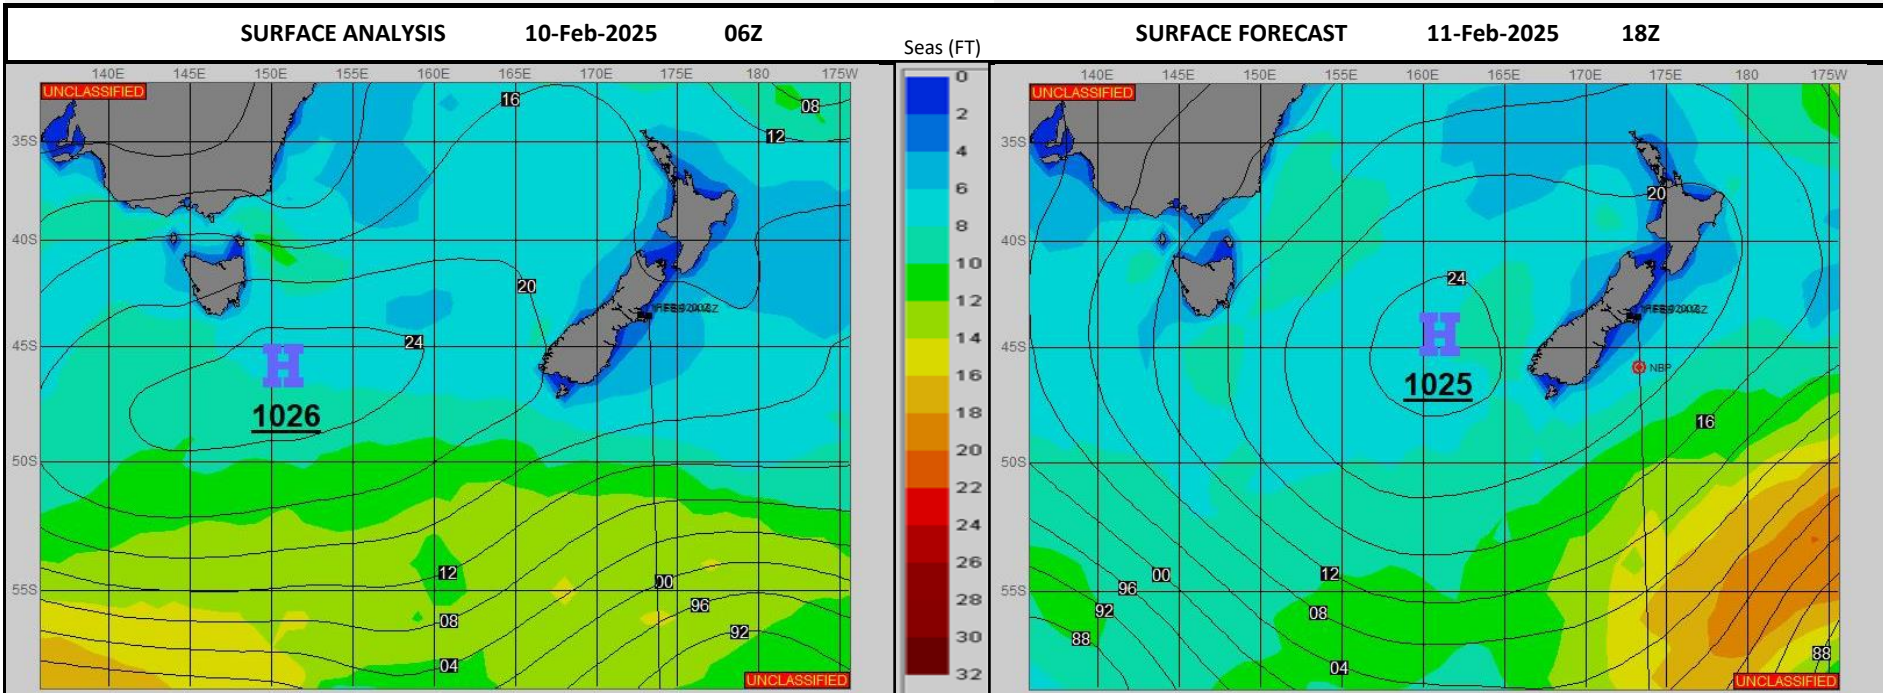 SURFACE ANALYSIS 10-Feb-2025 06Z
140E 145E 150E 155E 160E 165E 170E 175E 180 175W
UNCLASSIFIED
16
08
12
35S
40S
20
45S
24
H
1026
50S
12
00
55S
96
08
92
04
UNCLASSIFIED
Seas (FT)
0
2
4
6
8
10
12
14
16
18
20
22
24
26
28
30
32
SURFACE FORECAST 11-Feb-2025 18Z
140E 145E 150E 155E 160E 165E 170E 175E 180 175W
UNCLASSIFIED
35S
20
40S
24
H
45S
NBP
1025
16
50S
00
12
96
55S
92
08
88
88
04
UNCLASSIFIED